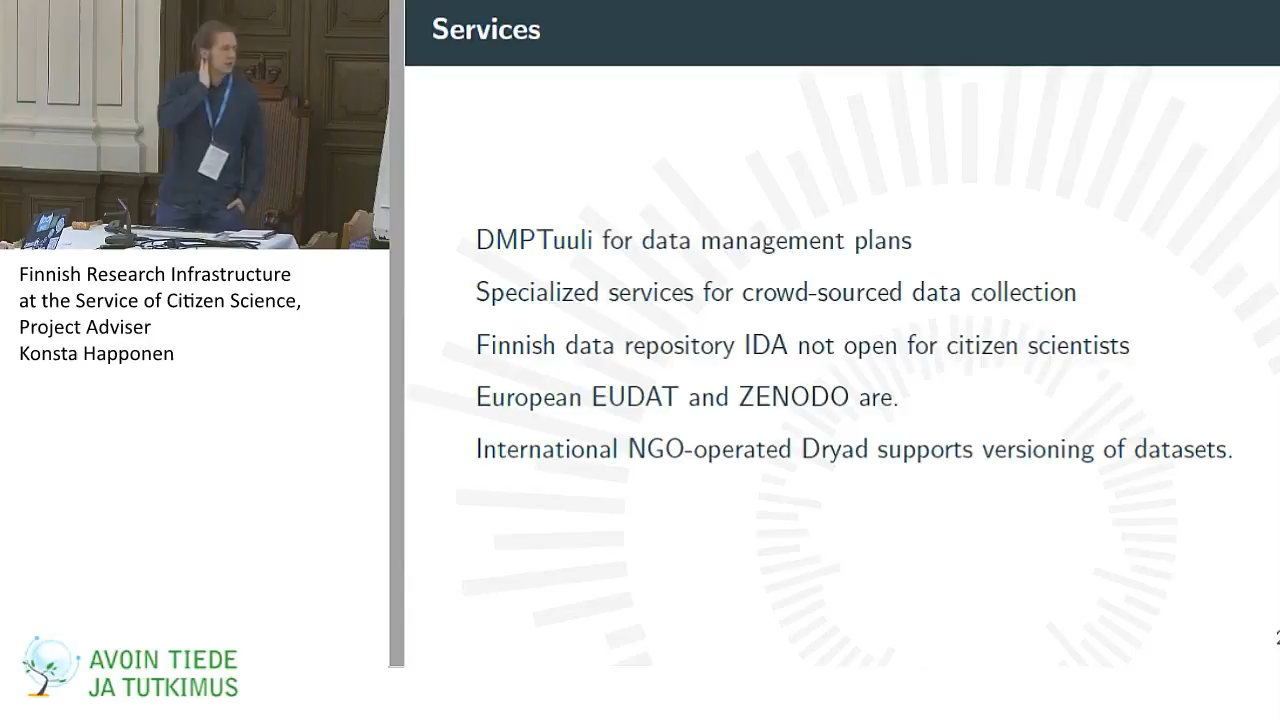 Services
DMPTuuli for data management plans
Specialized services for crowd-sourced data collection
Finnish data repository IDA not open for citizen scientists
European EUDAT and ZENODO are.
International NGO-operated Dryad supports versioning of datasets.
Finnish Research Infrastructure
at the Service of Citizen Science,
Project Adviser
Konsta Happonen
AVOIN TIEDE
JA TUTKIMUS